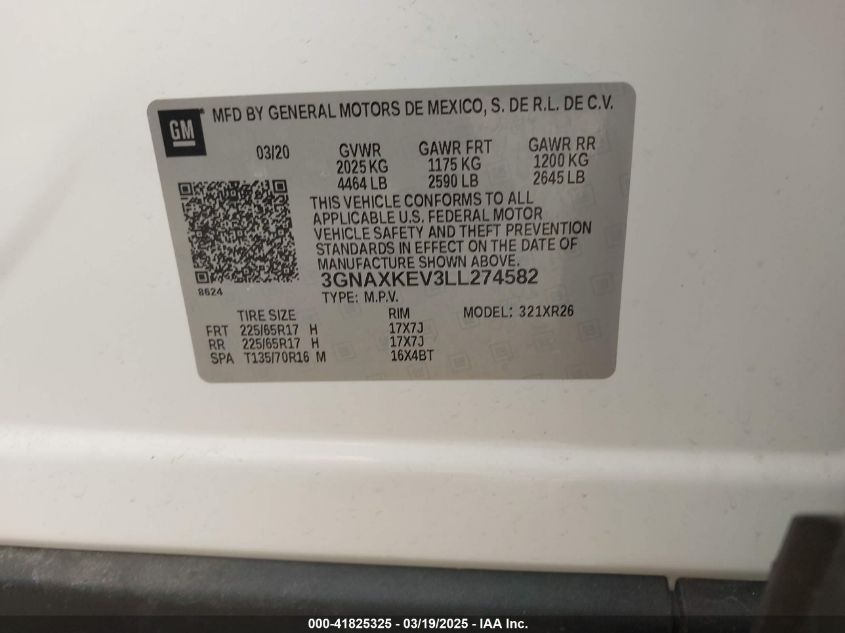 GM
MFD BY GENERAL MOTORS DE MEXICO, S. DE R.L. DE C.V.
03/20 GVWR GAWR FRT GAWR RR
2025 KG 1175 KG 1200 KG
4464 LB 2590 LB 2645 LB
THIS VEHICLE CONFORMS TO ALL
APPLICABLE U.S. FEDERAL MOTOR
VEHICLE SAFETY AND THEFT PREVENTION
STANDARDS IN EFFECT ON THE DATE OF
MANUFACTURE SHOWN ABOVE.
8624
3GNAXKEV3LL274582
TYPE: M.P.V.
TIRE SIZE RIM MODEL: 321XR26
FRT 225/65R17 H 17X7J
RR 225/65R17 H 17X7J
SPA T135/70R16 M 16X4BT
000-41825325 - 03/19/2025 - IAA Inc.